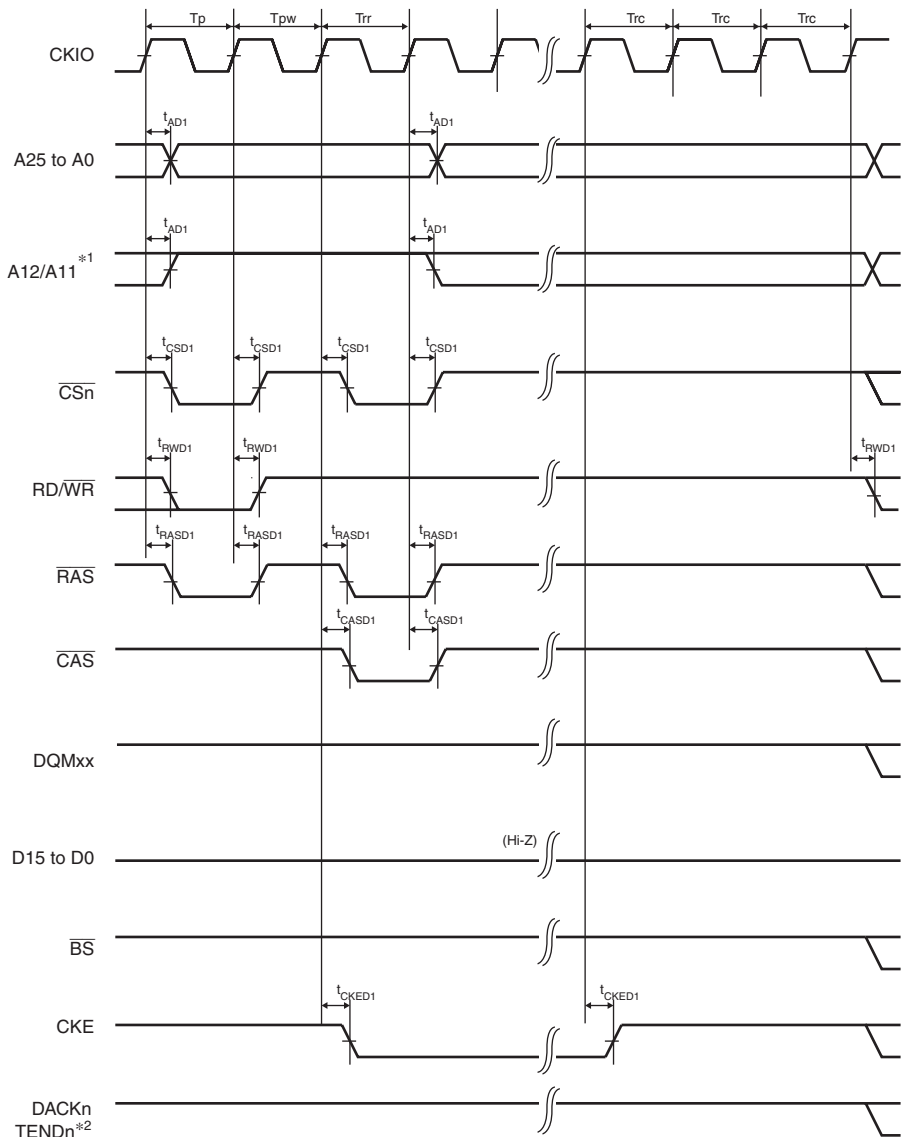 Tp Tpw Trr Trc Trc Trc
CKIO
tAD1 tAD1
A25 to A0
tAD1 tAD1
A12/A11*1
tCSD1 tCSD1 tCSD1 tCSD1
CSn
tRWD1 tRWD1 tRWD1
RD/WR
tRASD1 tRASD1 tRASD1 tRASD1
RAS
tCASD1 tCASD1
CAS
DQMxx
(Hi-Z)
D15 to D0
BS
tCKED1 tCKED1
CKE
DACKn
TENDn*2